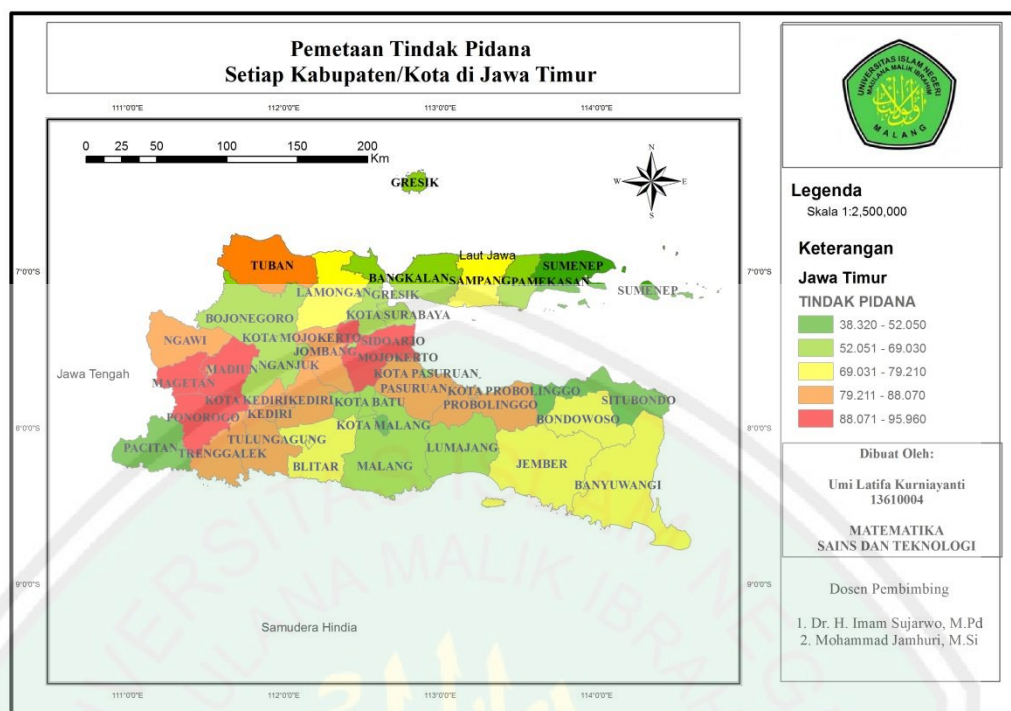 Pemetaan Tindak Pidana
Setiap Kabupaten/Kota di Jawa Timur
111°0'0"E 112°0'0"E 113°0'0"E 114°0'0"E
0 25 50 100 150 200
Km
N
W E
S
GRESIK
Laut Jawa
7°0'0"S 7°0'0"S
TUBAN
BANGKALAN
SAMPANG
PAMEKASAN
SUMENEP
SUMENEP
LAMONGAN
GRESIK
BOJONEGORO
KOTA SURABAYA
NGAWI
KOTA MOJOKERTO
SIDOARJO
JOMBANG
MOJOKERTO
Jawa Tengah
MAGETAN
MADIUN
NGANJUK
KOTA PASURUAN
PASURUAN
KOTA PROBOLINGGO
PROBOLINGGO
SITUBONDO
PONOROGO
KOTA KEDIRI
KEDIRI
KEDIRI
KOTA BATU
BONDOWOSO
8°0'0"S 8°0'0"S
KOTA MALANG
PACITAN
TRENGGALEK
TULUNGAGUNG
BLITAR
MALANG
LUMAJANG
JEMBER
BANYUWANGI
9°0'0"S 9°0'0"S
Samudera Hindia
111°0'0"E 112°0'0"E 113°0'0"E 114°0'0"E
UNIVERSITAS ISLAM NEGERI
MAULANA MALIK IBRAHIM
MALANG
Legenda
Skala 1:2,500,000
Keterangan
Jawa Timur
TINDAK PIDANA
38.320 - 52.050
52.051 - 69.030
69.031 - 79.210
79.211 - 88.070
88.071 - 95.960
Dibuat Oleh:
Umi Latifa Kurniayanti
13610004
MATEMATIKA
SAINS DAN TEKNOLOGI
Dosen Pembimbing
1. Dr. H. Imam Sujarwo, M.Pd
2. Mohammad Jamhuri, M.Si